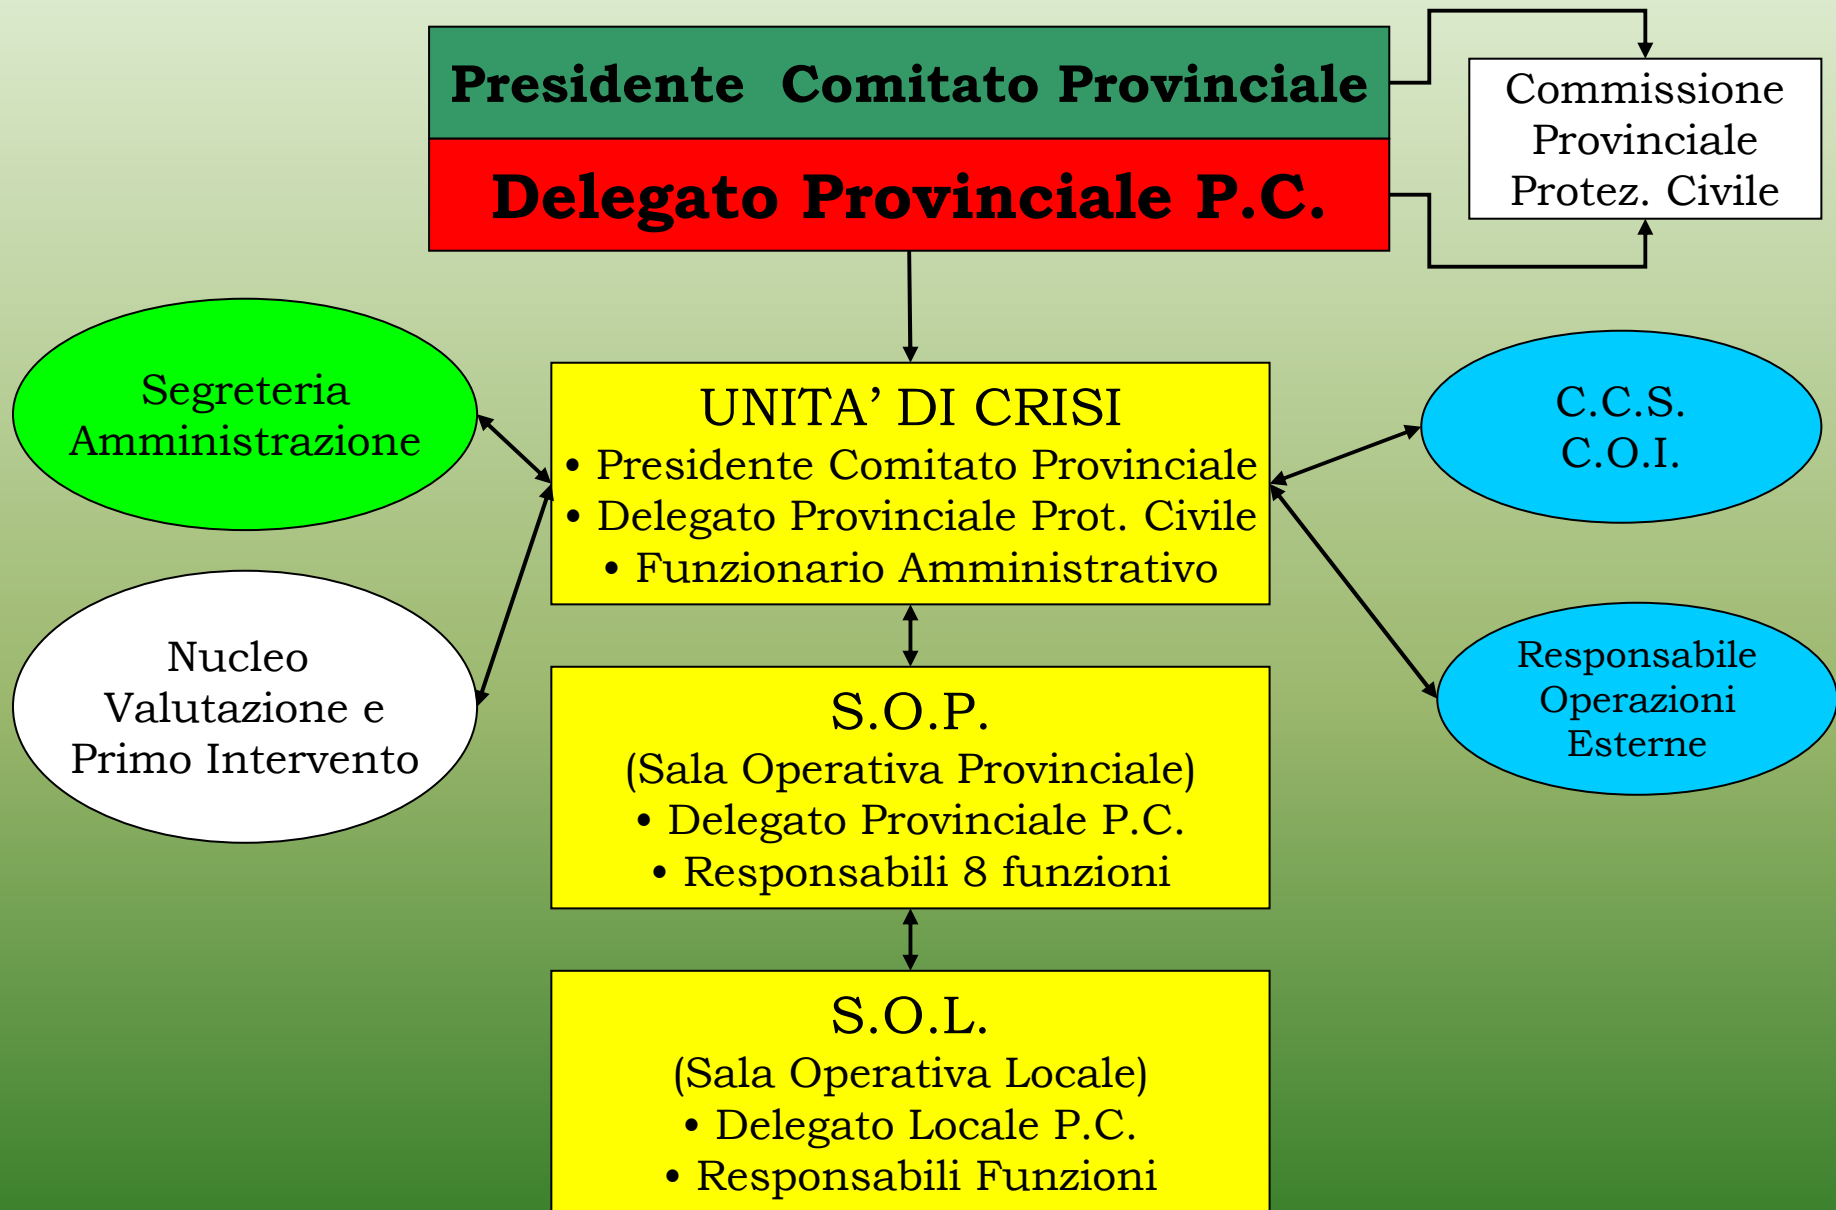 Presidente Comitato Provinciale
Delegato Provinciale P.C.
Commissione
Provinciale
Protez. Civile
Segreteria
Amministrazione
UNITA’ DI CRISI
• Presidente Comitato Provinciale
• Delegato Provinciale Prot. Civile
• Funzionario Amministrativo
C.C.S.
C.O.I.
Nucleo
Valutazione e
Primo Intervento
S.O.P.
(Sala Operativa Provinciale)
• Delegato Provinciale P.C.
• Responsabili 8 funzioni
Responsabile
Operazioni
Esterne
S.O.L.
(Sala Operativa Locale)
• Delegato Locale P.C.
• Responsabili Funzioni